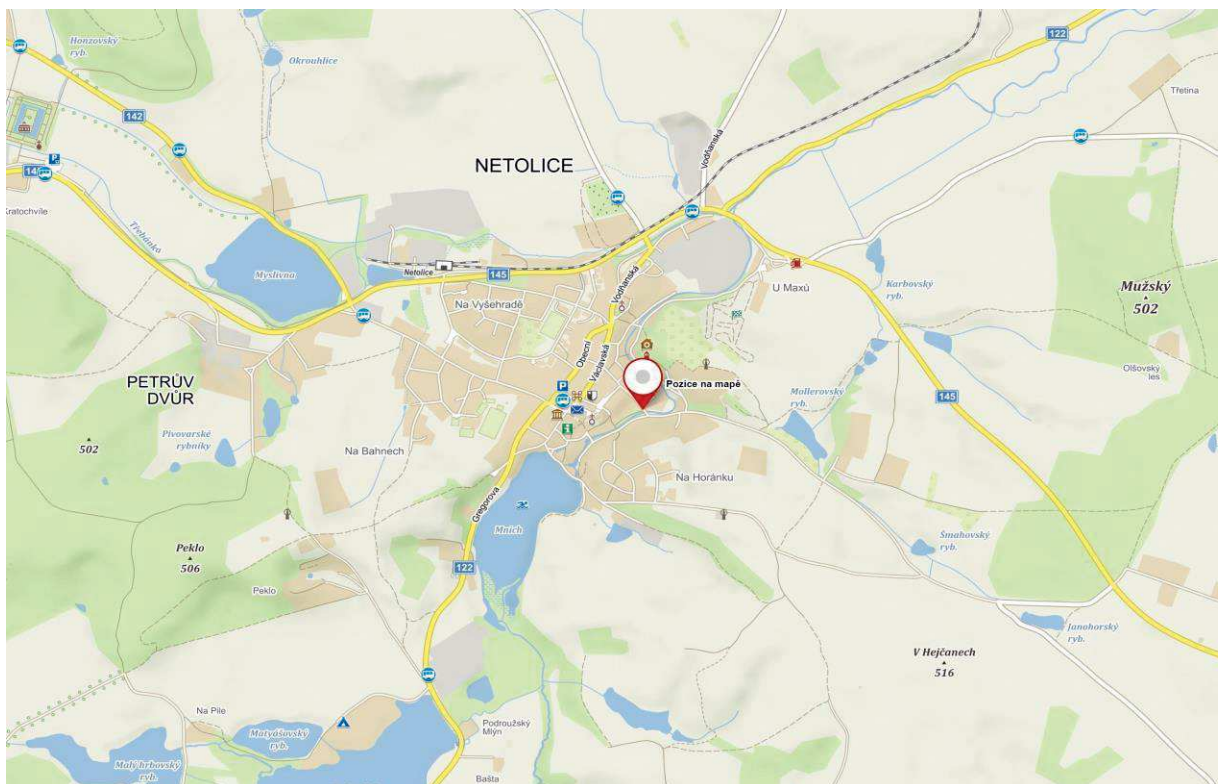 Honzovský
ryb.
Okrouhlice
122
142
Třetina
P
NETOLICE
Vodňanská
145
Kratochvíle
Třebánka
Myslivna
Netolice
145
Vodňanská
U Maxů
Karbovský
ryb.
Mužský
502
Na Vyšehradě
Obecní
Václavská
Pozice na mapě
Olšovský
les
PETRŮV
DVŮR
P
Mollerovský
ryb.
145
502
Pivovarské
rybníky
Na Bahnech
Na Horánku
Gregorova
Mnich
Šmahovský
ryb.
Peklo
506
122
Peklo
Janohorský
ryb.
V Hejčanech
516
Na Pile
Matyášovský
ryb.
Podroužský
Mlýn
Malý hrbovský
ryb.
Bašta